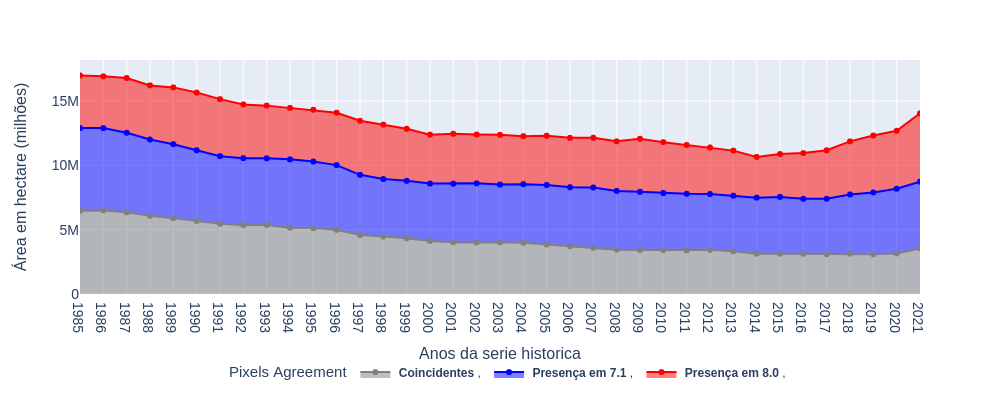 Área em hectare (milhões)
15M
10M
5M
0
1985 1986 1987 1988 1989 1990 1991 1992 1993 1994 1995 1996 1997 1998 1999 2000 2001 2002 2003 2004 2005 2006 2007 2008 2009 2010 2011 2012 2013 2014 2015 2016 2017 2018 2019 2020 2021
Anos da serie historica
Pixels Agreement Coincidentes , Presença em 7.1 , Presença em 8.0 ,